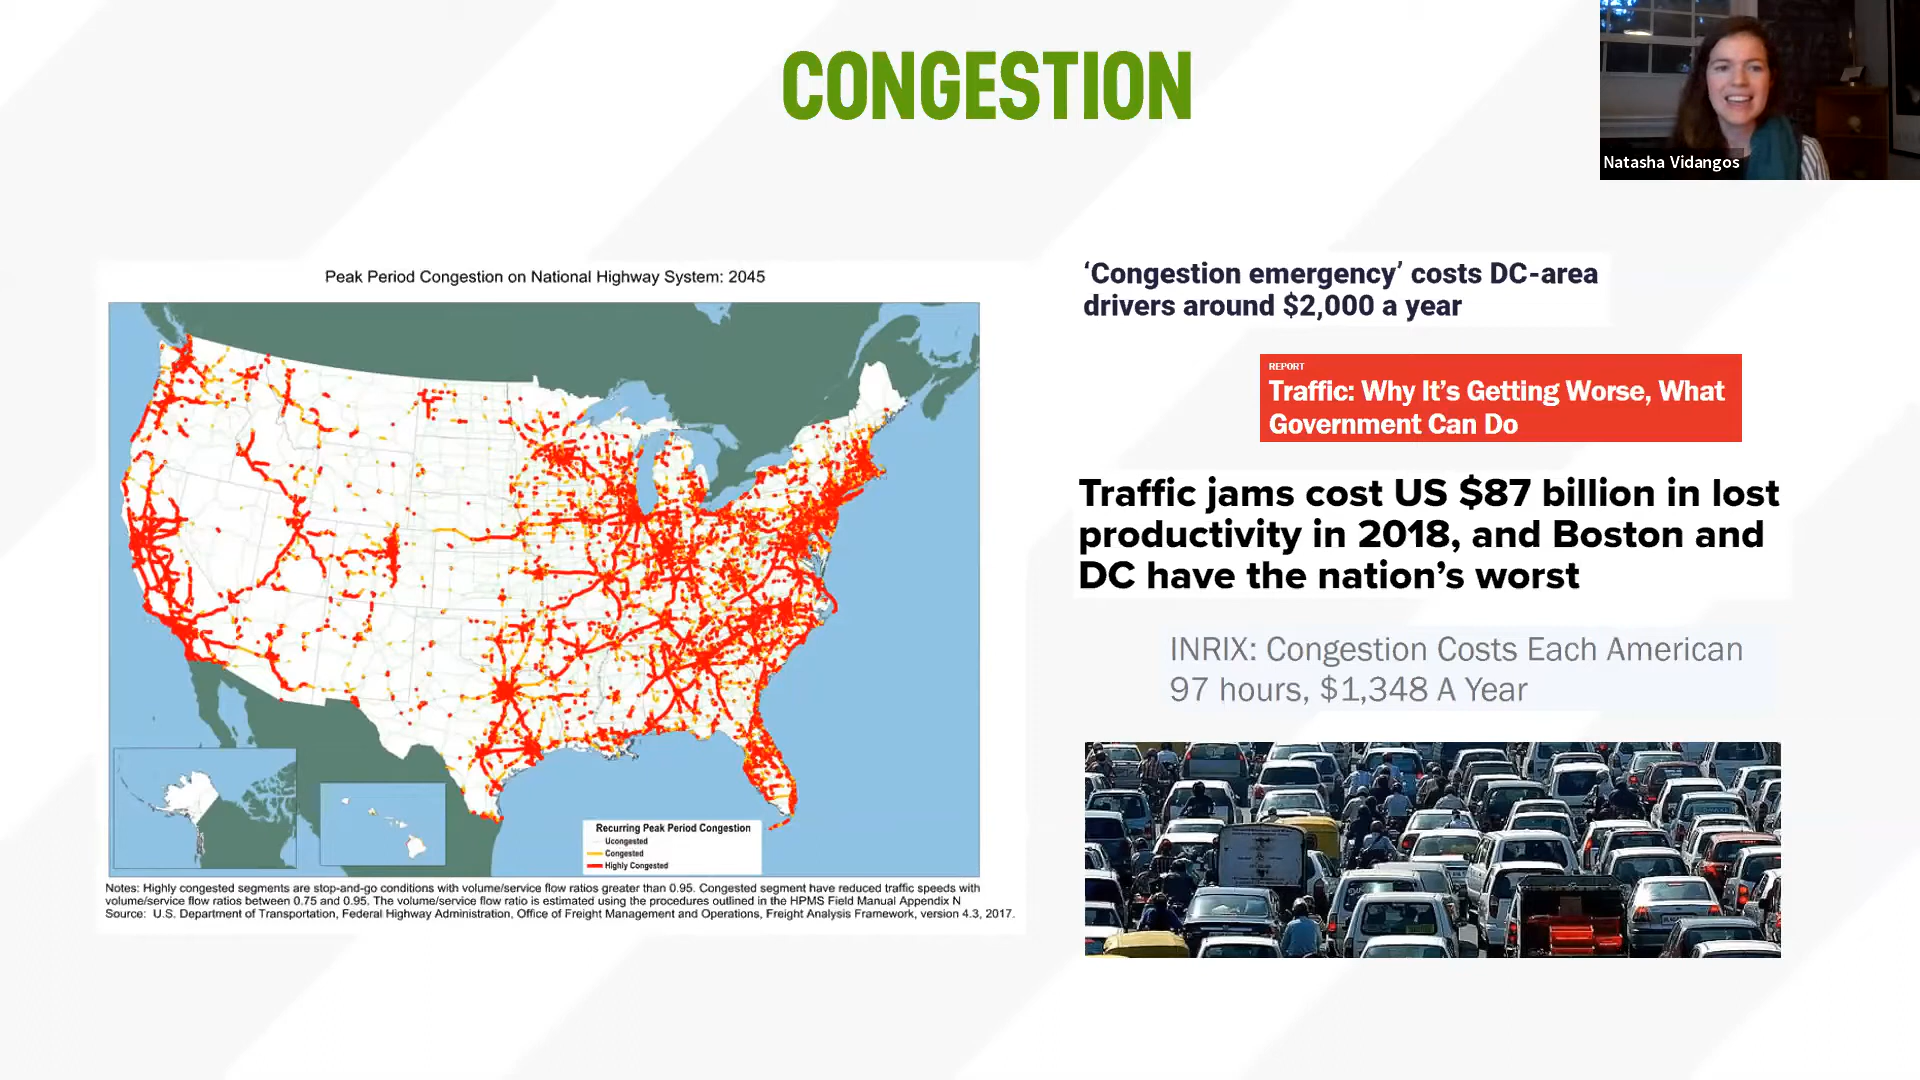 CONGESTION
Natasha Vidangos
Peak Period Congestion on National Highway System: 2045
Recurring Peak Period Congestion
Ucongested
Congested
Highly Congested
Notes: Highly congested segments are stop-and-go conditions with volume/service flow ratios greater than 0.95. Congested segment have reduced traffic speeds with
volume/service flow ratios between 0.75 and 0.95. The volume/service flow ratio is estimated using the procedures outlined in the HPMS Field Manual Appendix N
Source: U.S. Department of Transportation, Federal Highway Administration, Office of Freight Management and Operations, Freight Analysis Framework, version 4.3, 2017.
‘Congestion emergency’ costs DC-area
drivers around $2,000 a year
REPORT
Traffic: Why It’s Getting Worse, What
Government Can Do
Traffic jams cost US $87 billion in lost
productivity in 2018, and Boston and
DC have the nation’s worst
INRIX: Congestion Costs Each American
97 hours, $1,348 A Year